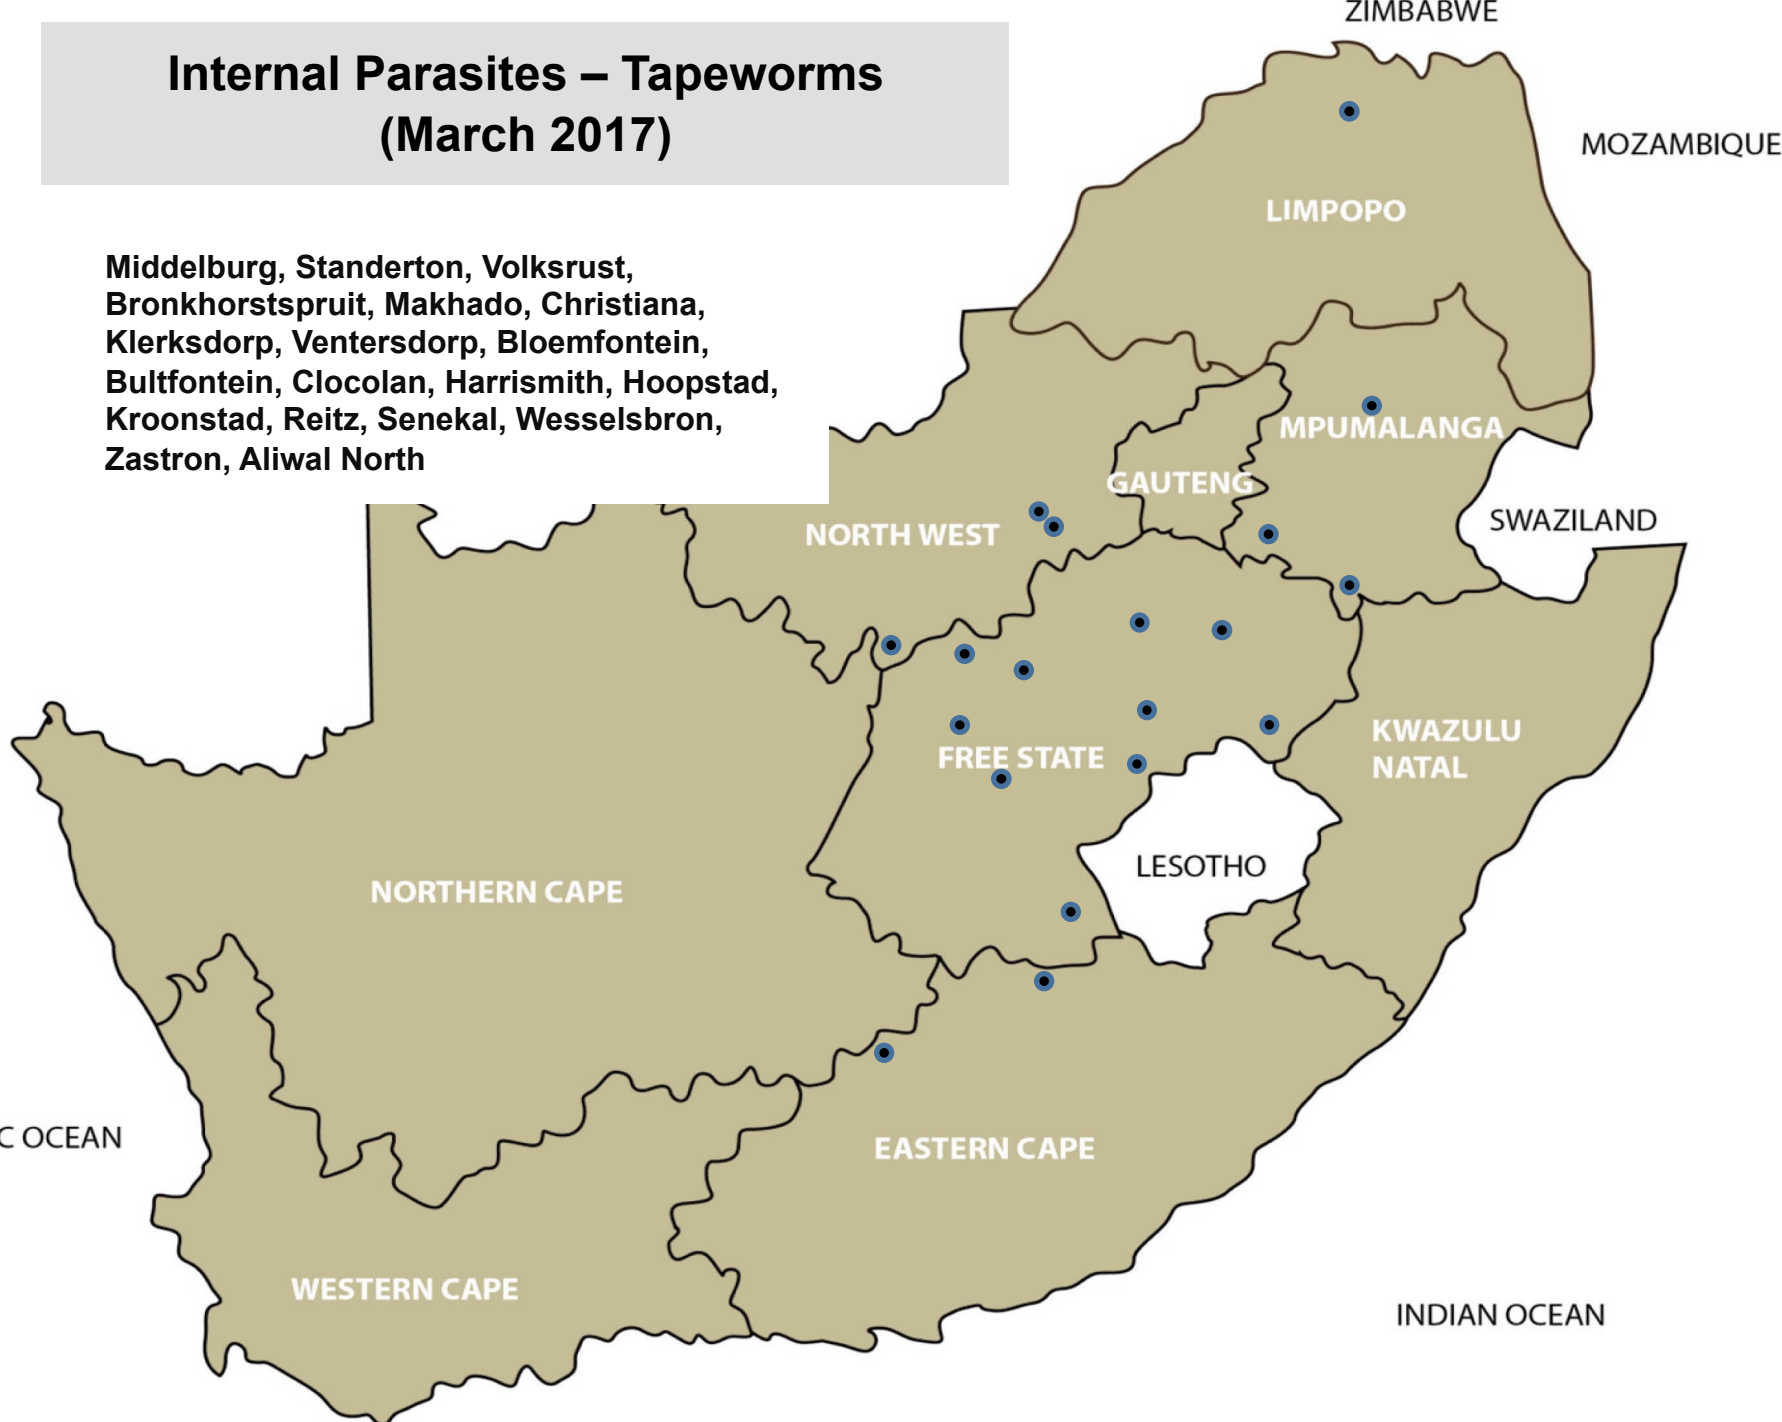 Internal Parasites – Tapeworms
(March 2017)
Middelburg, Standerton, Volksrust,
Bronkhorstspruit, Makhado, Christiana,
Klerksdorp, Ventersdorp, Bloemfontein,
Bultfontein, Clocolan, Harrismith, Hoopstad,
Kroonstad, Reitz, Senekal, Wesselsbron,
Zastron, Aliwal North
ZIMBABWE
MOZAMBIQUE
LIMPOPO
MPUMALANGA
GAUTENG
SWAZILAND
NORTH WEST
KWAZULU
NATAL
FREE STATE
LESOTHO
NORTHERN CAPE
C OCEAN
EASTERN CAPE
WESTERN CAPE
INDIAN OCEAN